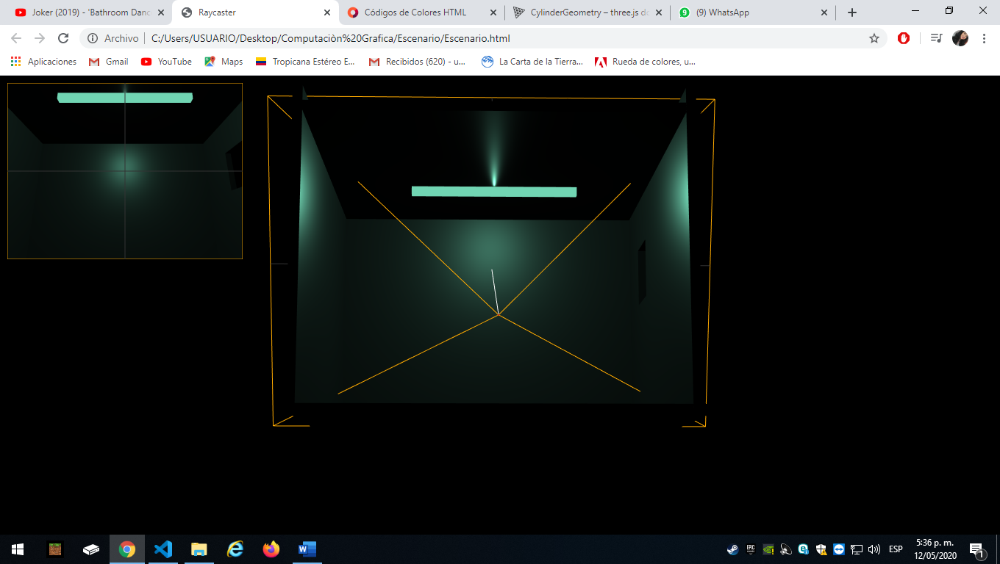 Joker (2019) - 'Bathroom Danc
Raycaster
Códigos de Colores HTML
CylinderGeometry – three.js do
(9) WhatsApp
Archivo
C:/Users/USUARIO/Desktop/Computaciòn%20Grafica/Escenario/Escenario.html
Aplicaciones
Gmail
YouTube
Maps
Tropicana Estéreo E...
Recibidos (620) - u...
La Carta de la Tierra...
Rueda de colores, u...
ESP
5:36 p. m.
12/05/2020
1